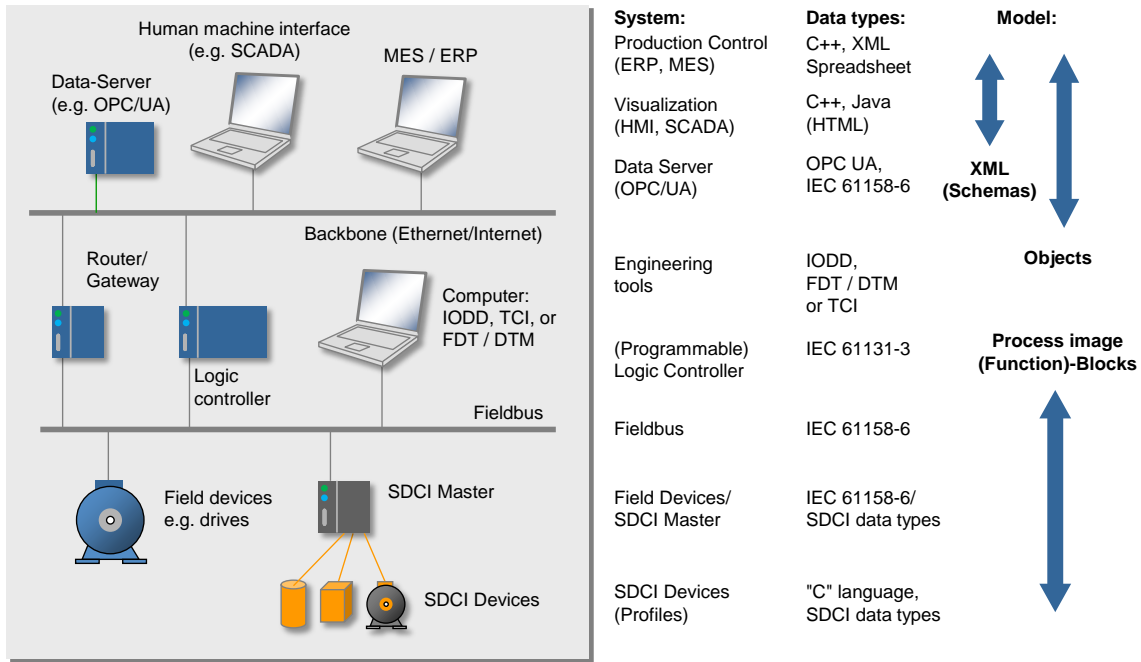 Human machine interface
(e.g. SCADA)
MES / ERP
Data-Server
(e.g. OPC/UA)
Backbone (Ethernet/Internet)
Router/
Gateway
Computer:
IODD, TCI, or
FDT / DTM
Logic
controller
Fieldbus
Field devices
e.g. drives
SDCI Master
SDCI Devices
System:
Data types:
Model:
Production Control
(ERP, MES)
C++, XML
Spreadsheet
Visualization
(HMI, SCADA)
C++, Java
(HTML)
Data Server
(OPC/UA)
OPC UA,
IEC 61158-6
XML
(Schemas)
Engineering
tools
IODD,
FDT / DTM
or TCI
Objects
(Programmable)
Logic Controller
IEC 61131-3
Process image
(Function)-Blocks
Fieldbus
IEC 61158-6
Field Devices/
SDCI Master
IEC 61158-6/
SDCI data types
SDCI Devices
(Profiles)
"C" language,
SDCI data types